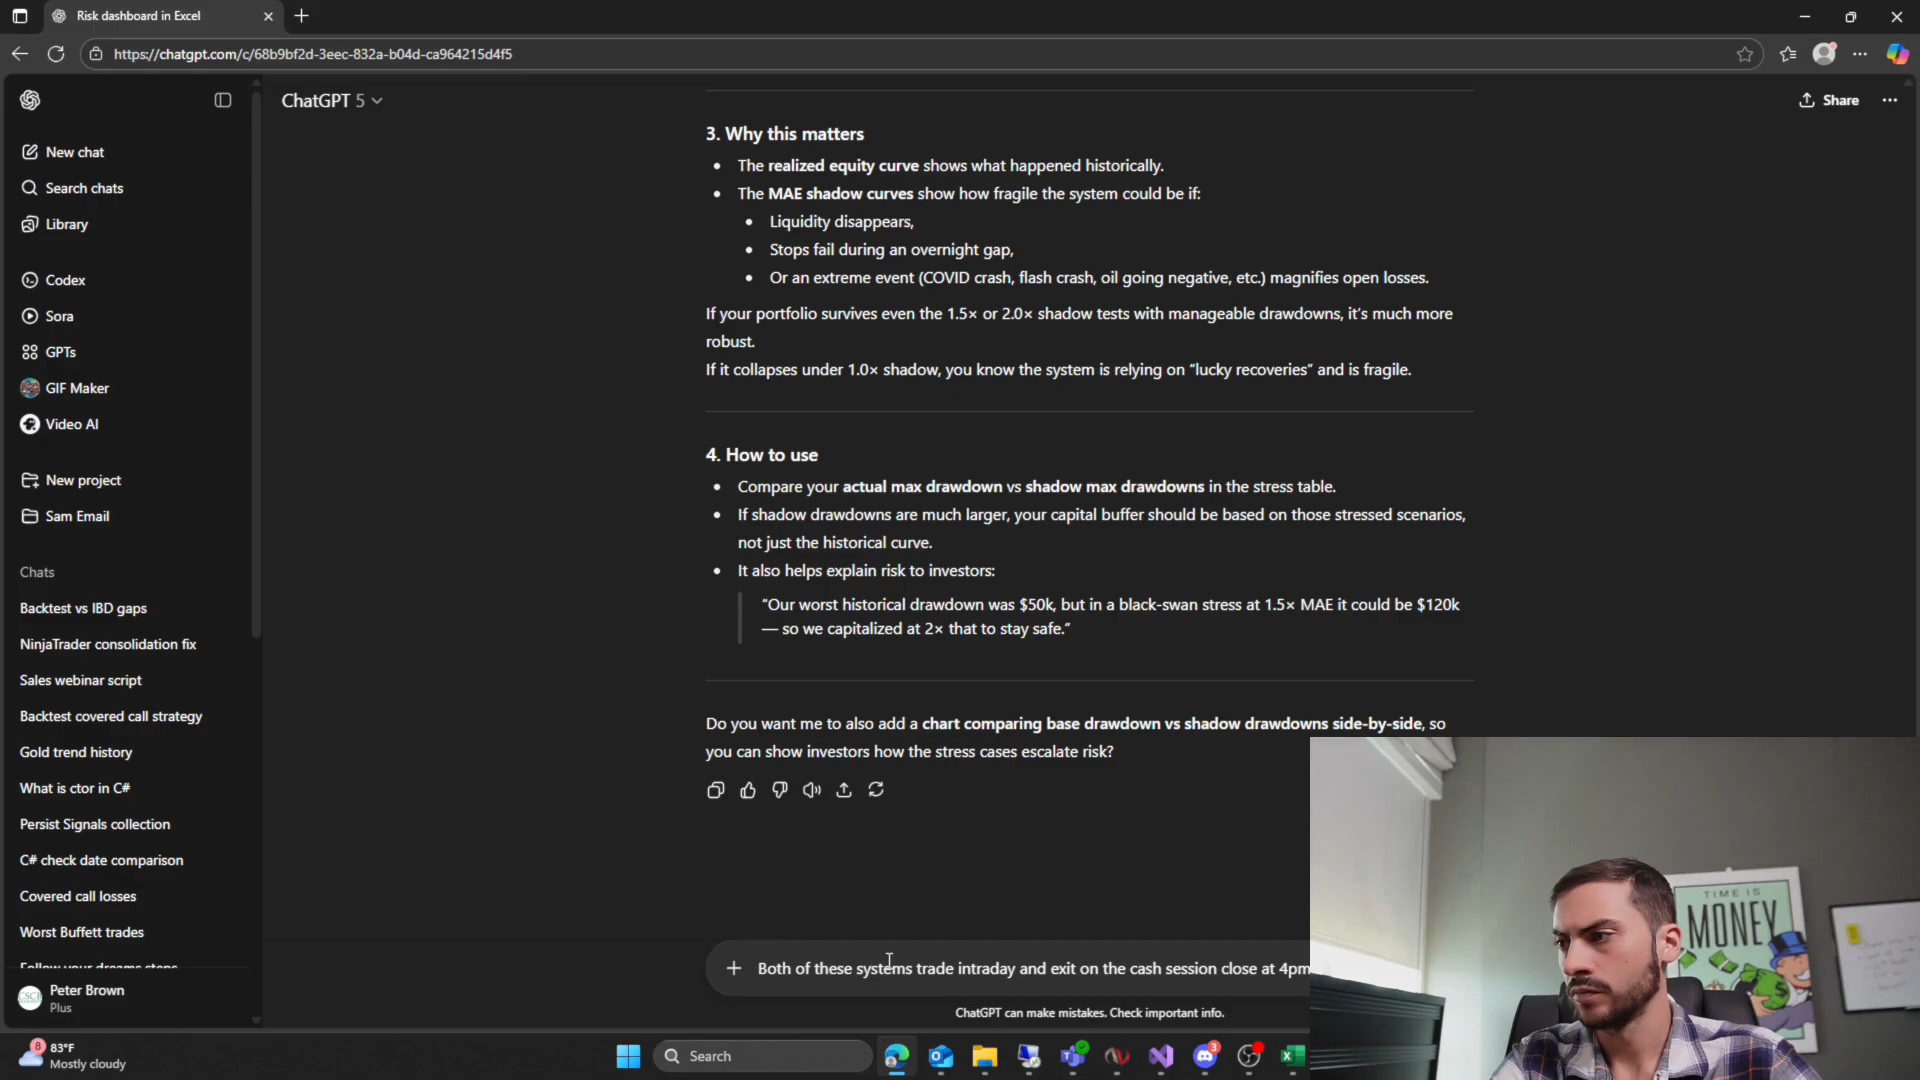 Risk dashboard in Excel
https://chatgpt.com/c/68b9bf2d-3eec-832a-b04d-ca964215d4f5
ChatGPT 5
Share
New chat
Search chats
Library
Codex
Sora
GPTs
GIF Maker
Video AI
New project
Sam Email
Chats
Backtest vs IBD gaps
NinjaTrader consolidation fix
Sales webinar script
Backtest covered call strategy
Gold trend history
What is ctor in C#
Persist Signals collection
C# check date comparison
Covered call losses
Worst Buffett trades
Follow your dreams steps
Peter Brown
Plus
3. Why this matters
• The realized equity curve shows what happened historically.
• The MAE shadow curves show how fragile the system could be if:
• Liquidity disappears,
• Stops fail during an overnight gap,
• Or an extreme event (COVID crash, flash crash, oil going negative, etc.) magnifies open losses.
If your portfolio survives even the 1.5× or 2.0× shadow tests with manageable drawdowns, it's much more
robust.
If it collapses under 1.0× shadow, you know the system is relying on "lucky recoveries" and is fragile.
4. How to use
• Compare your actual max drawdown vs shadow max drawdowns in the stress table.
• If shadow drawdowns are much larger, your capital buffer should be based on those stressed scenarios,
not just the historical curve.
• It also helps explain risk to investors:
"Our worst historical drawdown was $50k, but in a black-swan stress at 1.5× MAE it could be $120k
— so we capitalized at 2× that to stay safe."
Do you want me to also add a chart comparing base drawdown vs shadow drawdowns side-by-side, so
you can show investors how the stress cases escalate risk?
Both of these systems trade intraday and exit on the cash session close at 4pm
ChatGPT can make mistakes. Check important info.
TIME IS
MONEY
8
83°F
Mostly cloudy
Search
3